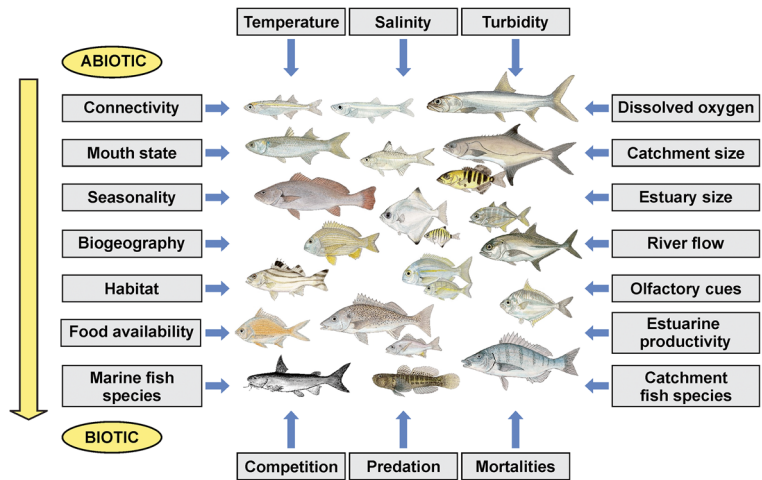 Temperature
Salinity
Turbidity
ABIOTIC
Connectivity
Dissolved oxygen
Mouth state
Catchment size
Seasonality
Estuary size
Biogeography
River flow
Habitat
Olfactory cues
Food availability
Estuarine
productivity
Marine fish
species
Catchment
fish species
BIOTIC
Competition
Predation
Mortalities